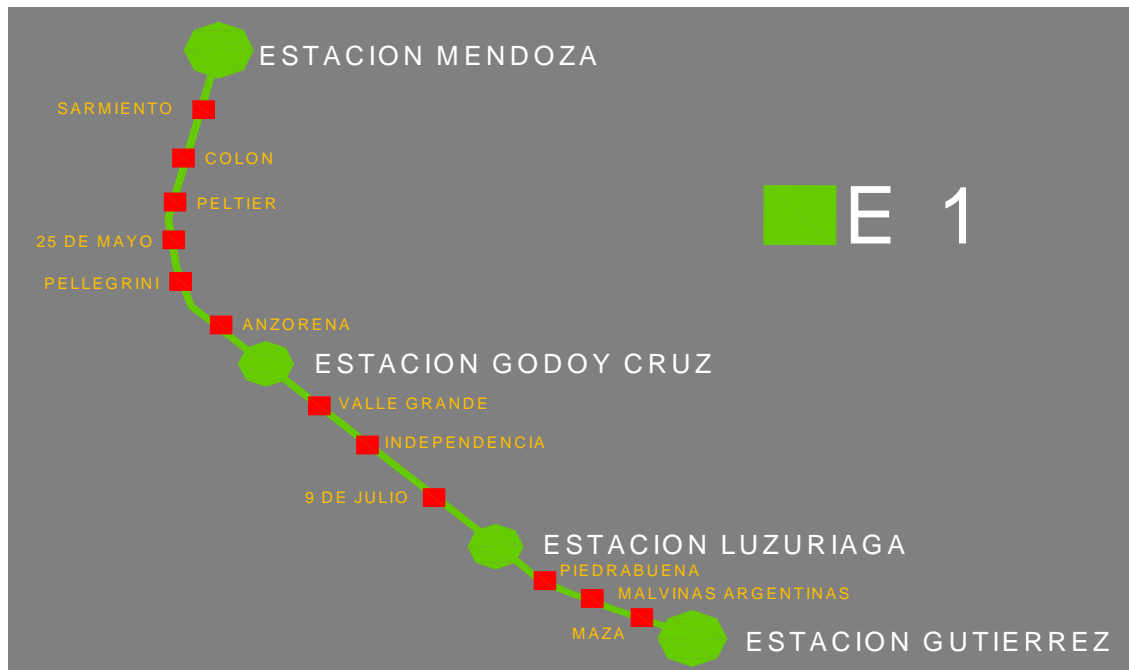 ESTACION MENDOZA
SARMIENTO
COLON
PELTIER
E 1
25 DE MAYO
PELLEGRINI
ANZORENA
ESTACION GODOY CRUZ
VALLE GRANDE
INDEPENDENCIA
9 DE JULIO
ESTACION LUZURIAGA
PIEDRABUENA
MALVINAS ARGENTINAS
MAZA
ESTACION GUTIERREZ